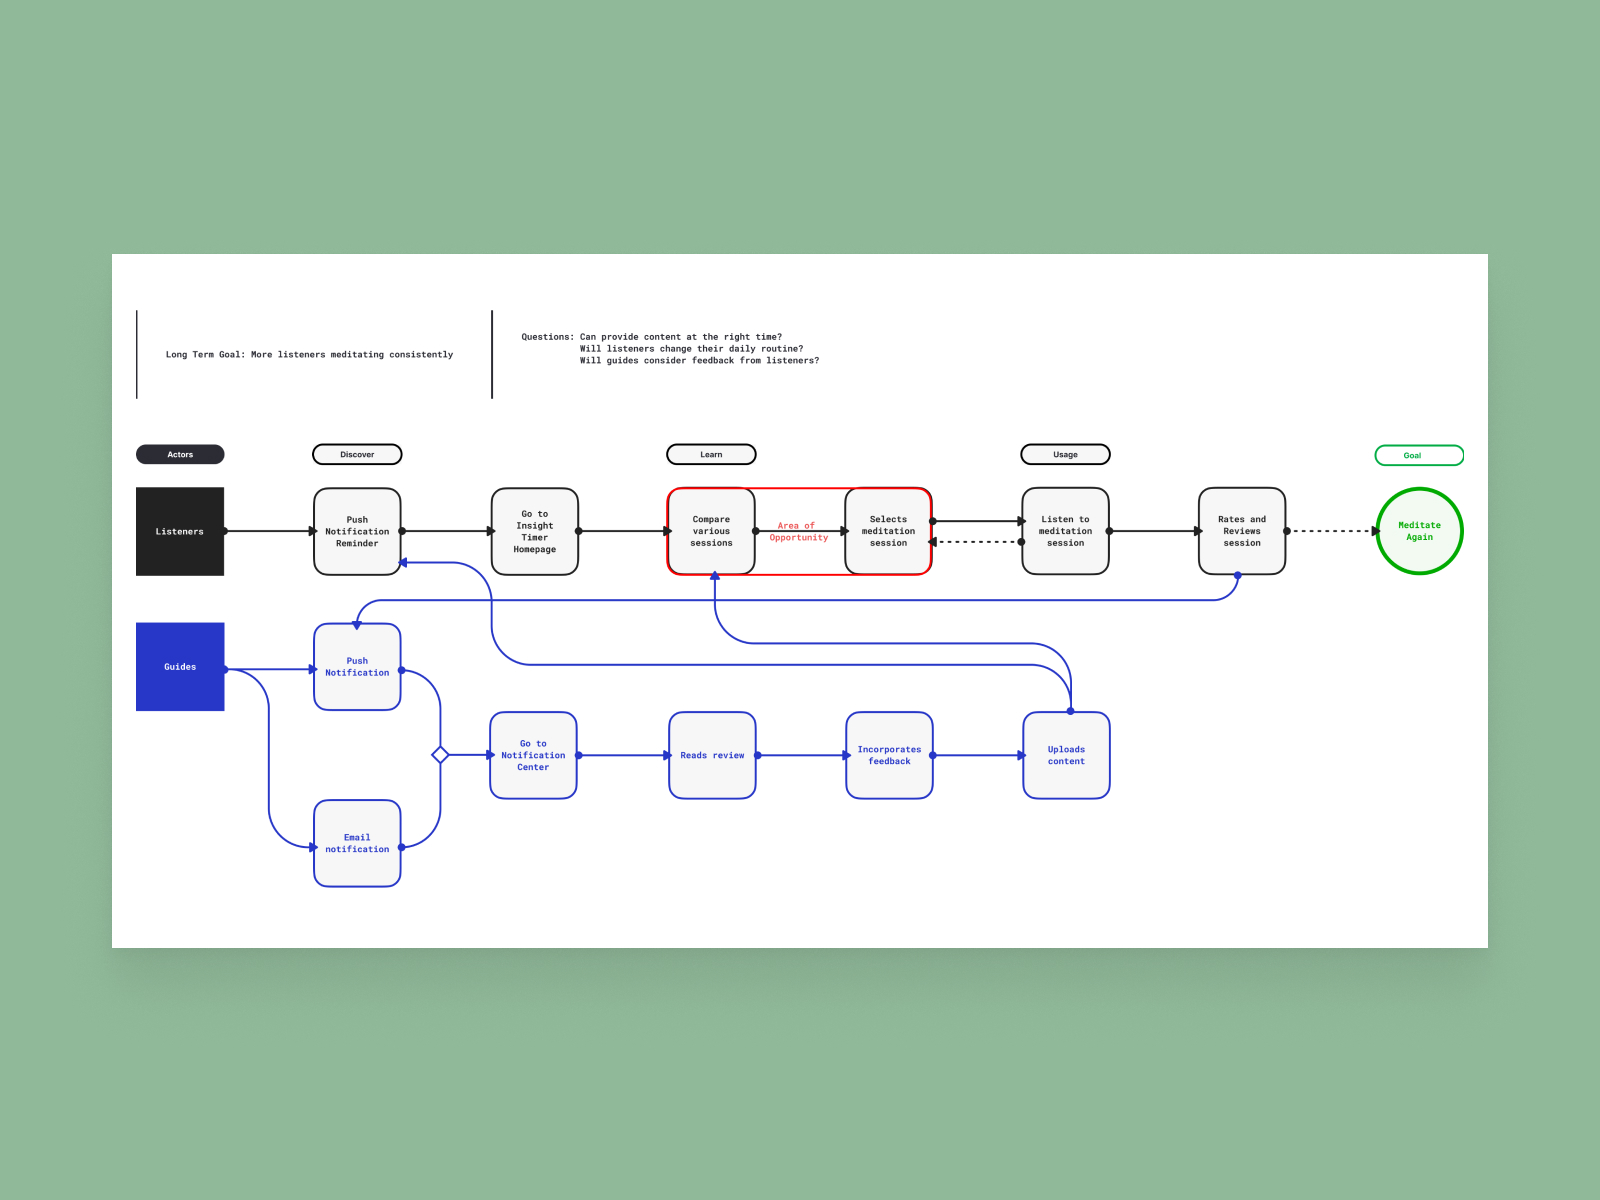 Long Term Goal: More listeners meditating consistently
Questions: Can provide content at the right time?
Will listeners change their daily routine?
Will guides consider feedback from listeners?
Actors
Discover
Learn
Usage
Goal
Listeners
Push
Notification
Reminder
Go to
Insight
Timer
Homepage
Compare
various
sessions
Area of
Opportunity
Selects
meditation
session
Listen to
meditation
session
Rates and
Reviews
session
Meditate
Again
Guides
Push
Notification
Go to
Notification
Center
Reads review
Incorporates
feedback
Uploads
content
Email
notification